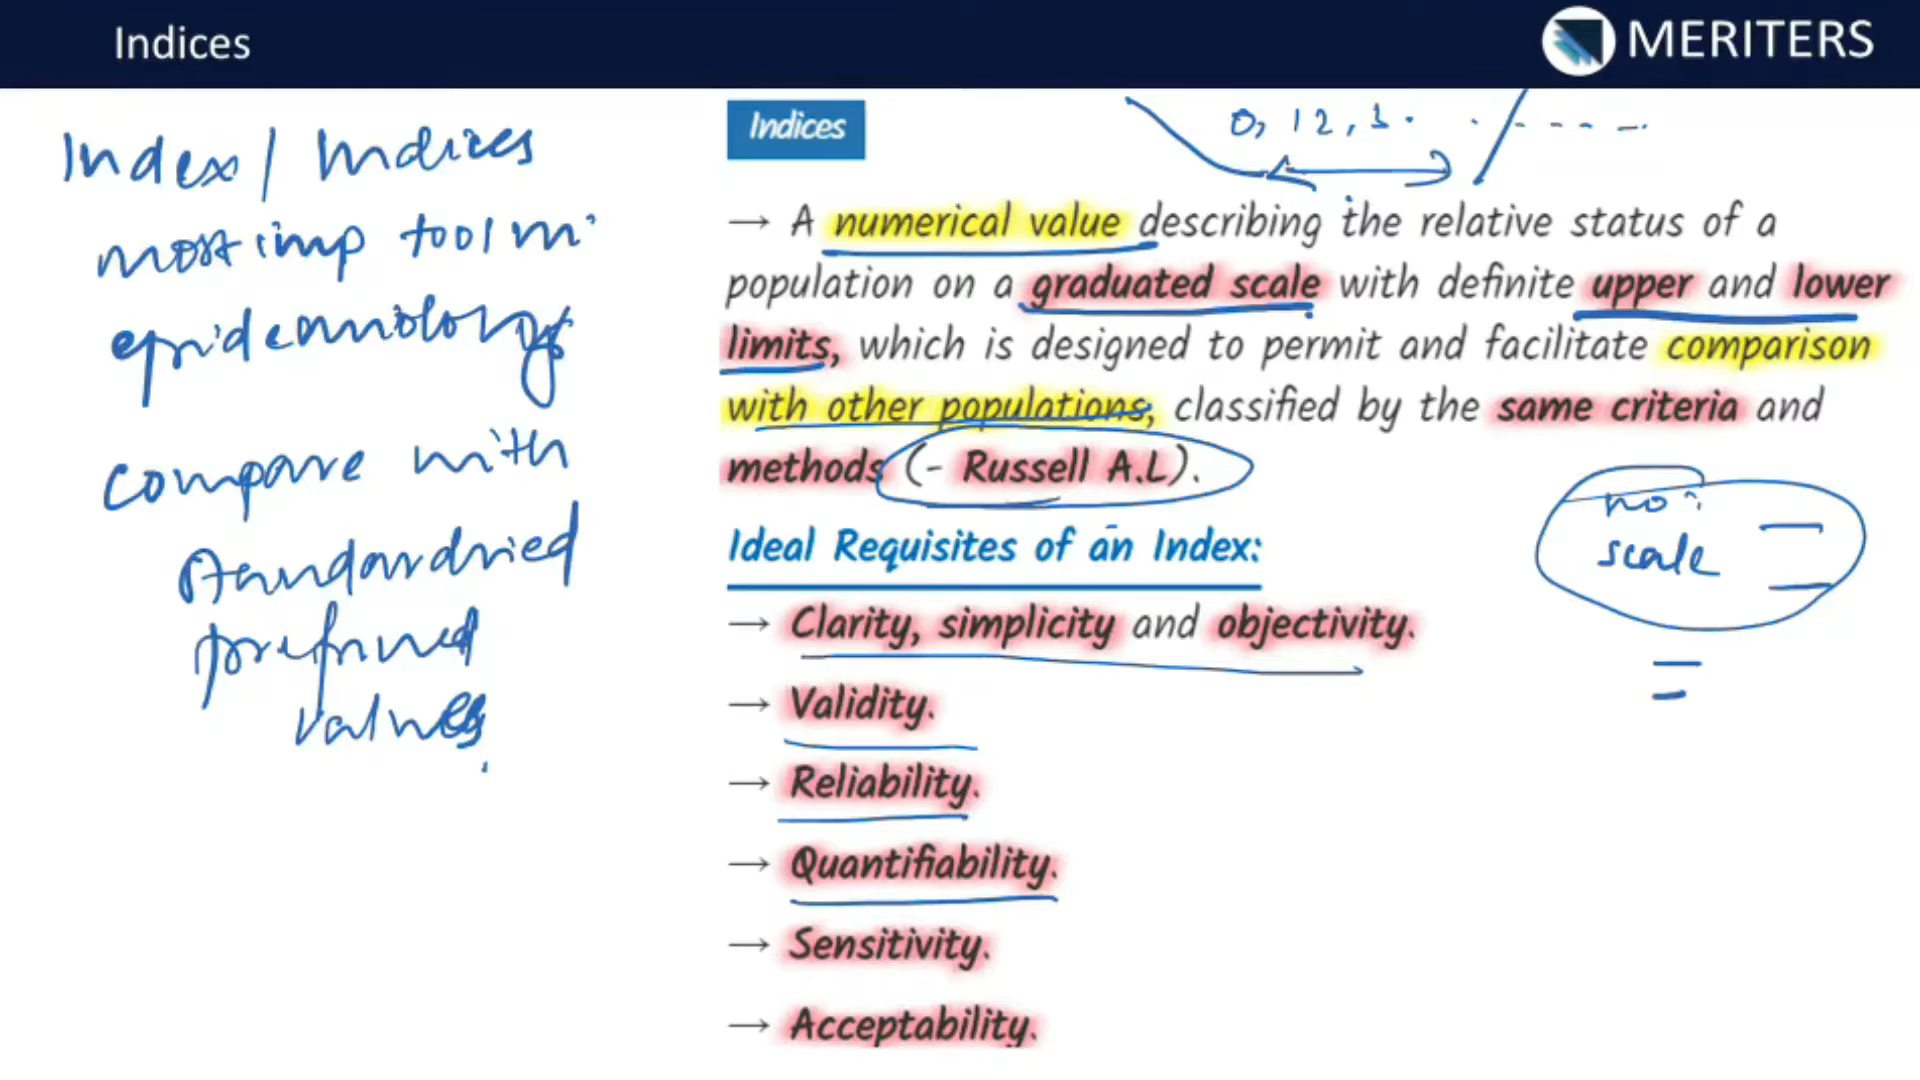 Indices
MERITERS
Index / Indices
most imp tool in
epidemiology
compare with
standardried
prefrned
values
0, 1 2, 3 . . - - - -
Indices
→ A numerical value describing the relative status of a
population on a graduated scale with definite upper and lower
limits, which is designed to permit and facilitate comparison
with other populations, classified by the same criteria and
methods (- Russell A.L).
no:
scale
Ideal Requisites of an Index:
→ Clarity, simplicity and objectivity.
→ Validity.
→ Reliability.
→ Quantifiability.
→ Sensitivity.
→ Acceptability.